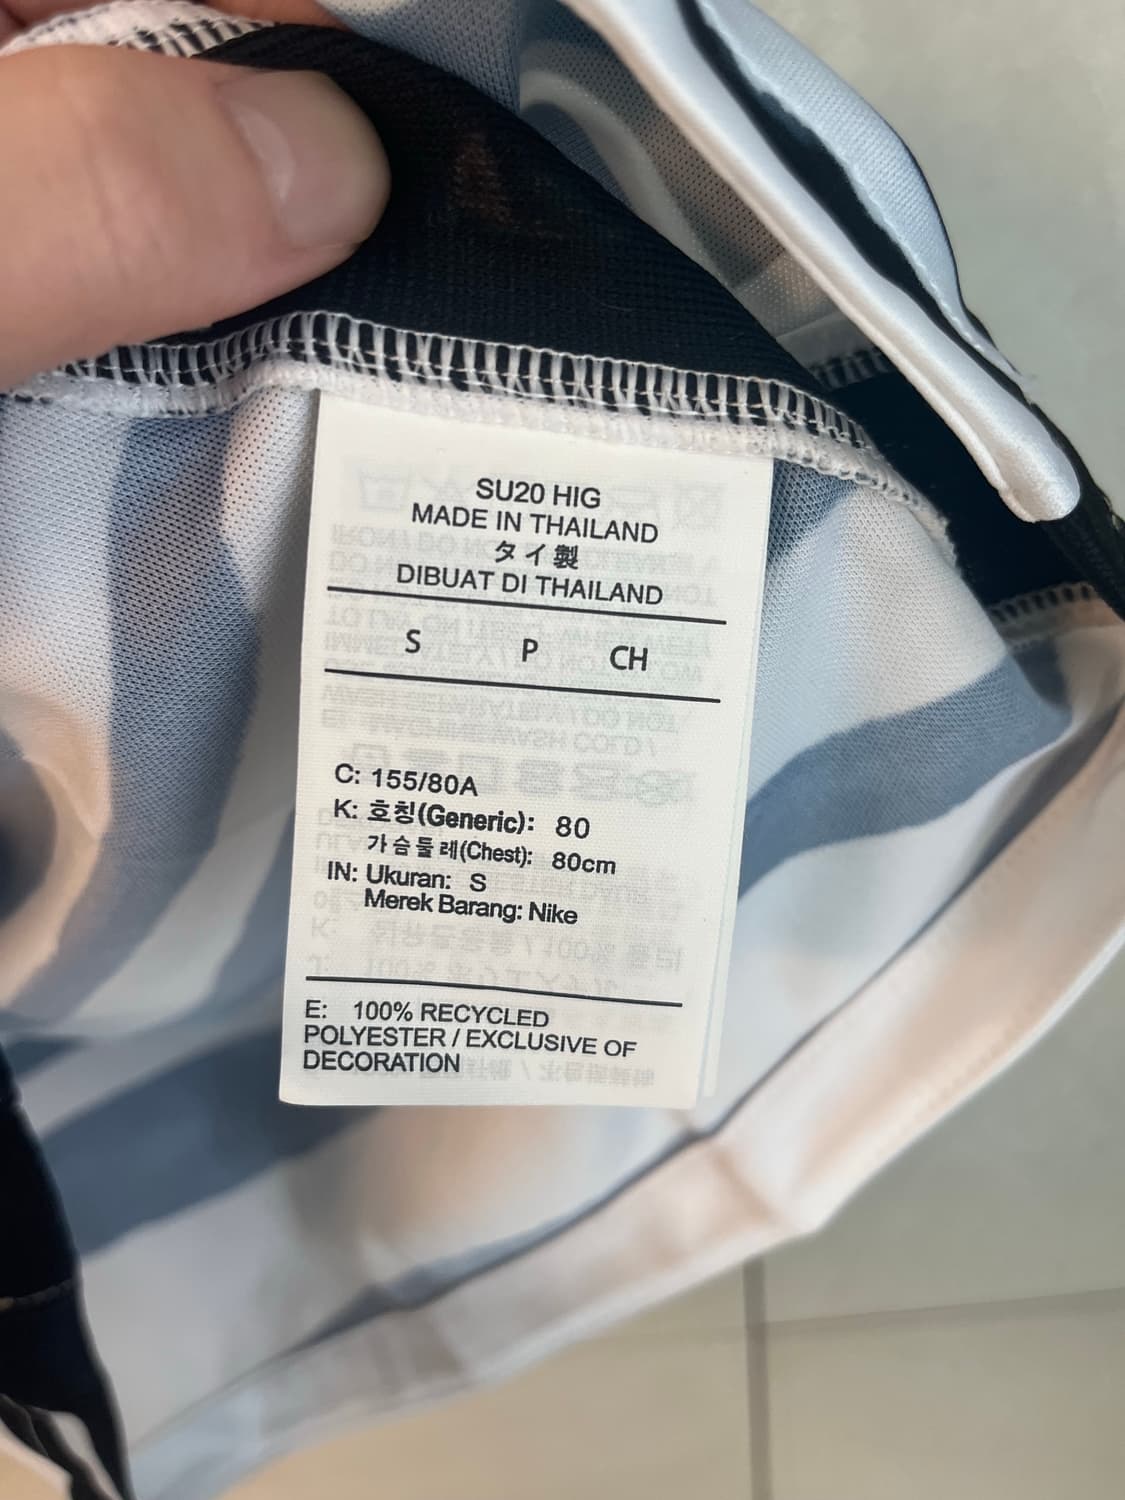 SU20 HIG
MADE IN THAILAND
タイ製
DIBUAT DI THAILAND
S P CH
C: 155/80A
K: 호칭(Generic): 80
가슴둘레(Chest): 80cm
IN: Ukuran: S
Merek Barang: Nike
E: 100% RECYCLED
POLYESTER / EXCLUSIVE OF
DECORATION